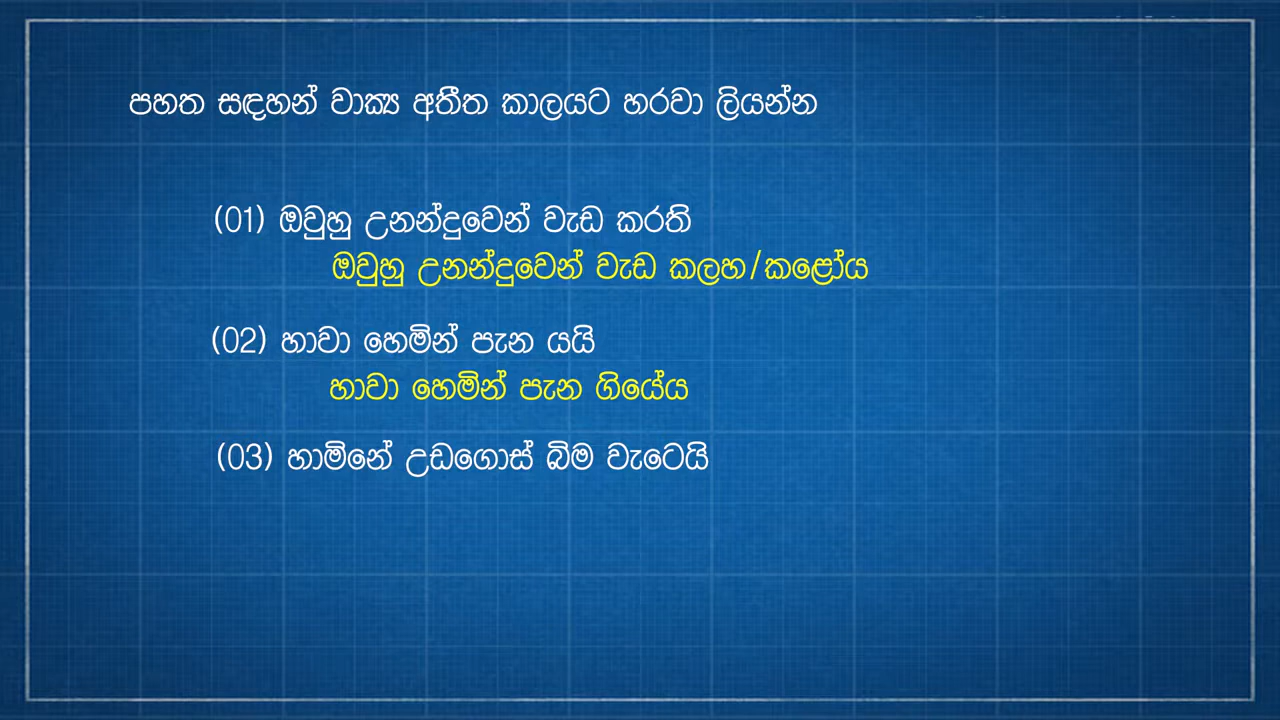 පහත සඳහන් වාක්‍ය අතීත කාලයට හරවා ලියන්න
(01) ඔවුහු උනන්දුවෙන් වැඩ කරති
ඔවුහු උනන්දුවෙන් වැඩ කලහ/කළෝය
(02) හාවා හෙමින් පැන යයි
හාවා හෙමින් පැන ගියේය
(03) හාමිනේ උඩගොස් බිම වැටෙයි